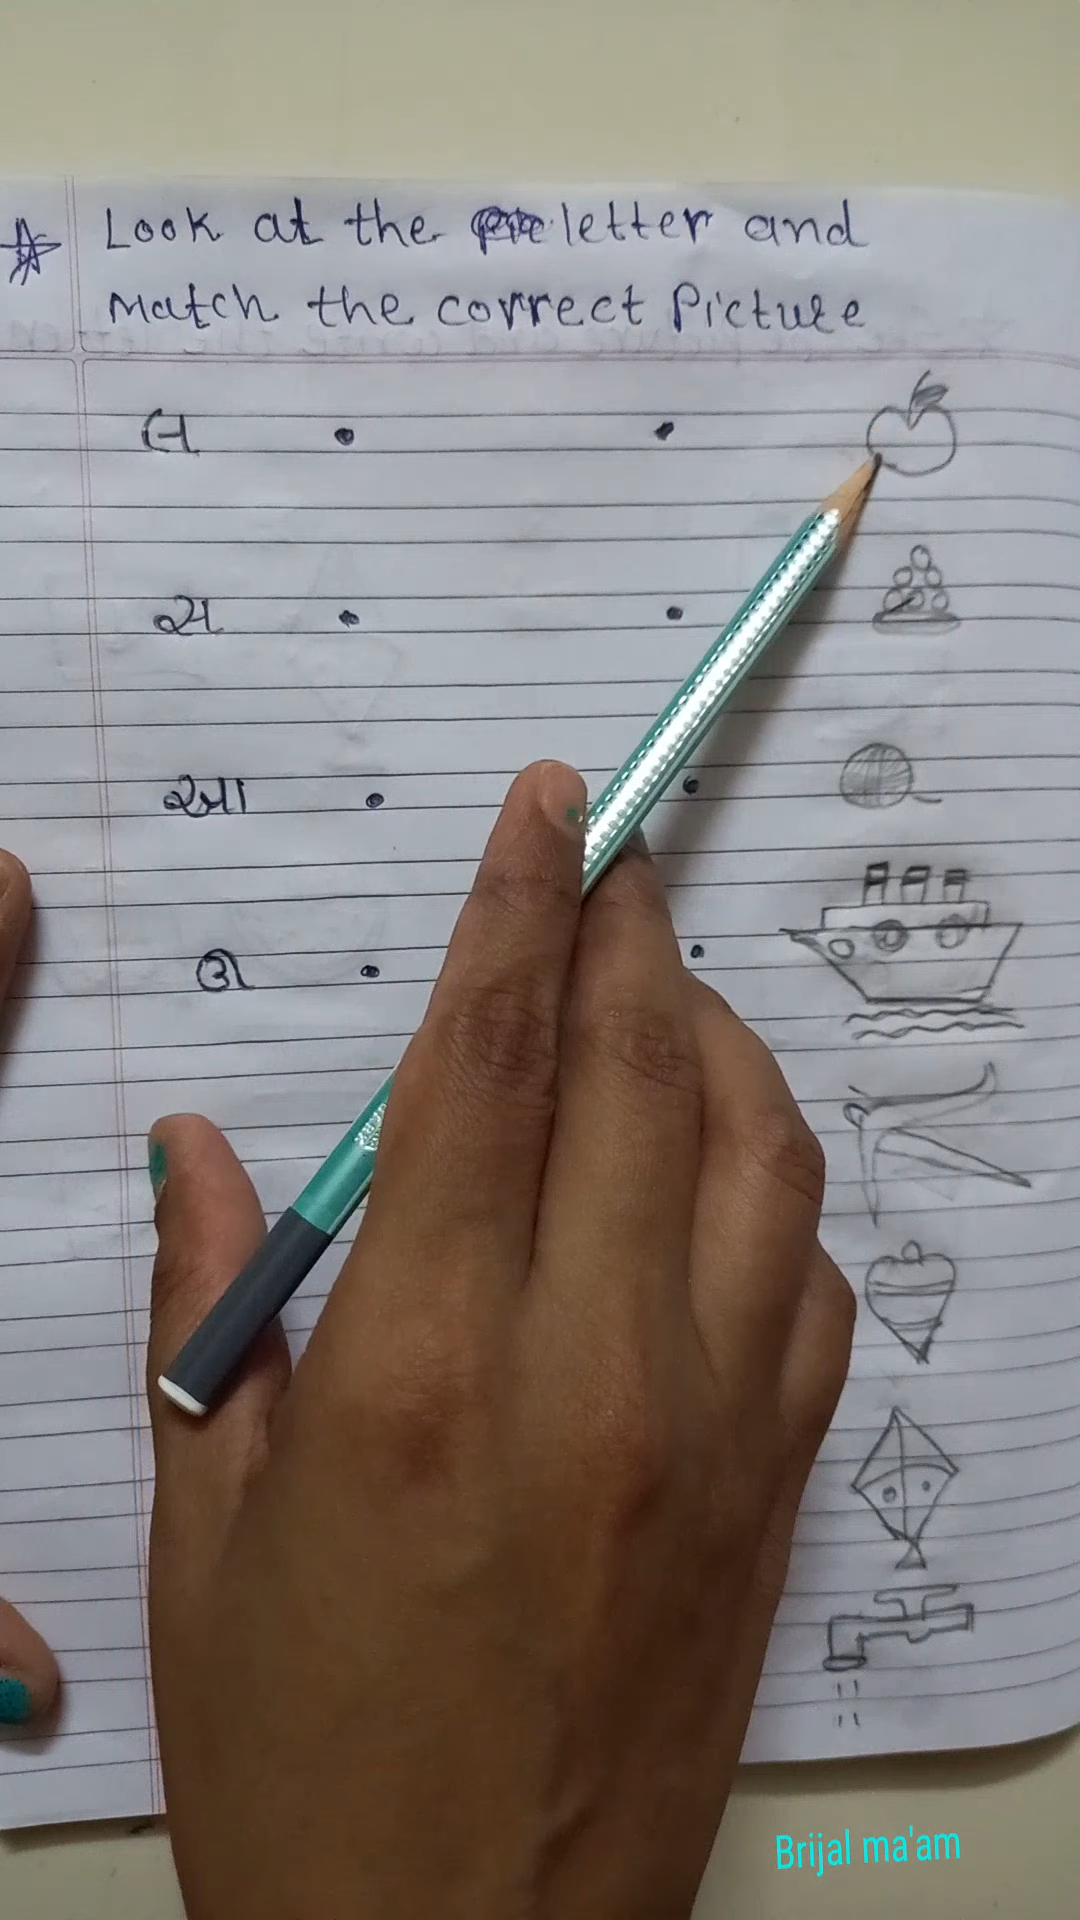 Look at the letter and
Match the correct Picture
લ
સ
આ
ઊ
Brijal ma'am